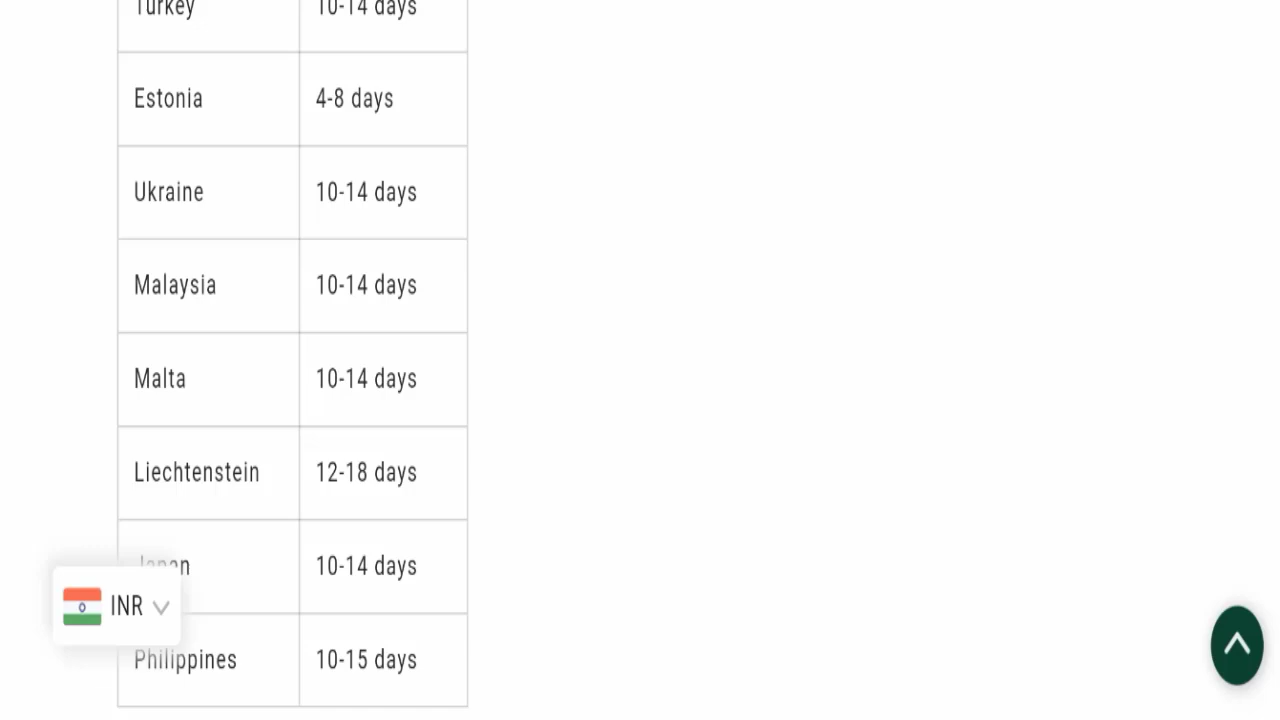 Turkey 10-14 days
Estonia 4-8 days
Ukraine 10-14 days
Malaysia 10-14 days
Malta 10-14 days
Liechtenstein 12-18 days
Japan 10-14 days
INR
Philippines 10-15 days